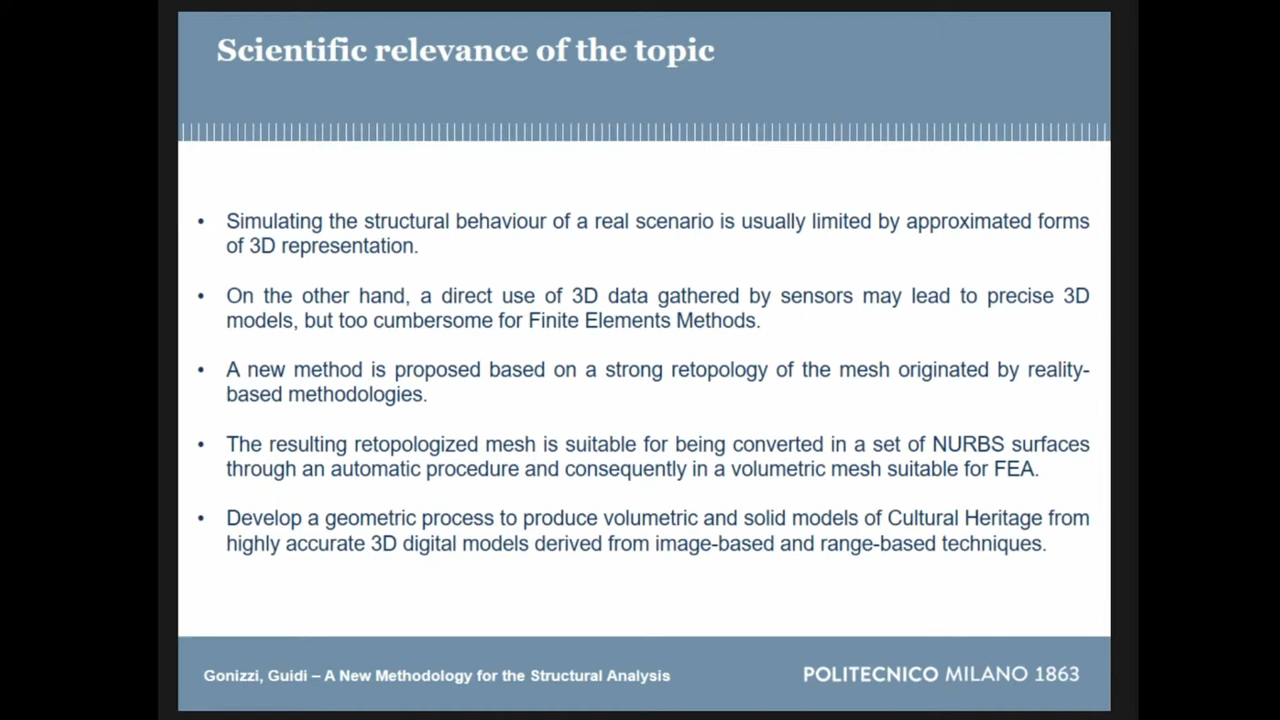 Scientific relevance of the topic
• Simulating the structural behaviour of a real scenario is usually limited by approximated forms
of 3D representation.
• On the other hand, a direct use of 3D data gathered by sensors may lead to precise 3D
models, but too cumbersome for Finite Elements Methods.
• A new method is proposed based on a strong retopology of the mesh originated by reality-
based methodologies.
• The resulting retopologized mesh is suitable for being converted in a set of NURBS surfaces
through an automatic procedure and consequently in a volumetric mesh suitable for FEA.
• Develop a geometric process to produce volumetric and solid models of Cultural Heritage from
highly accurate 3D digital models derived from image-based and range-based techniques.
Gonizzi, Guidi – A New Methodology for the Structural Analysis
POLITECNICO MILANO 1863